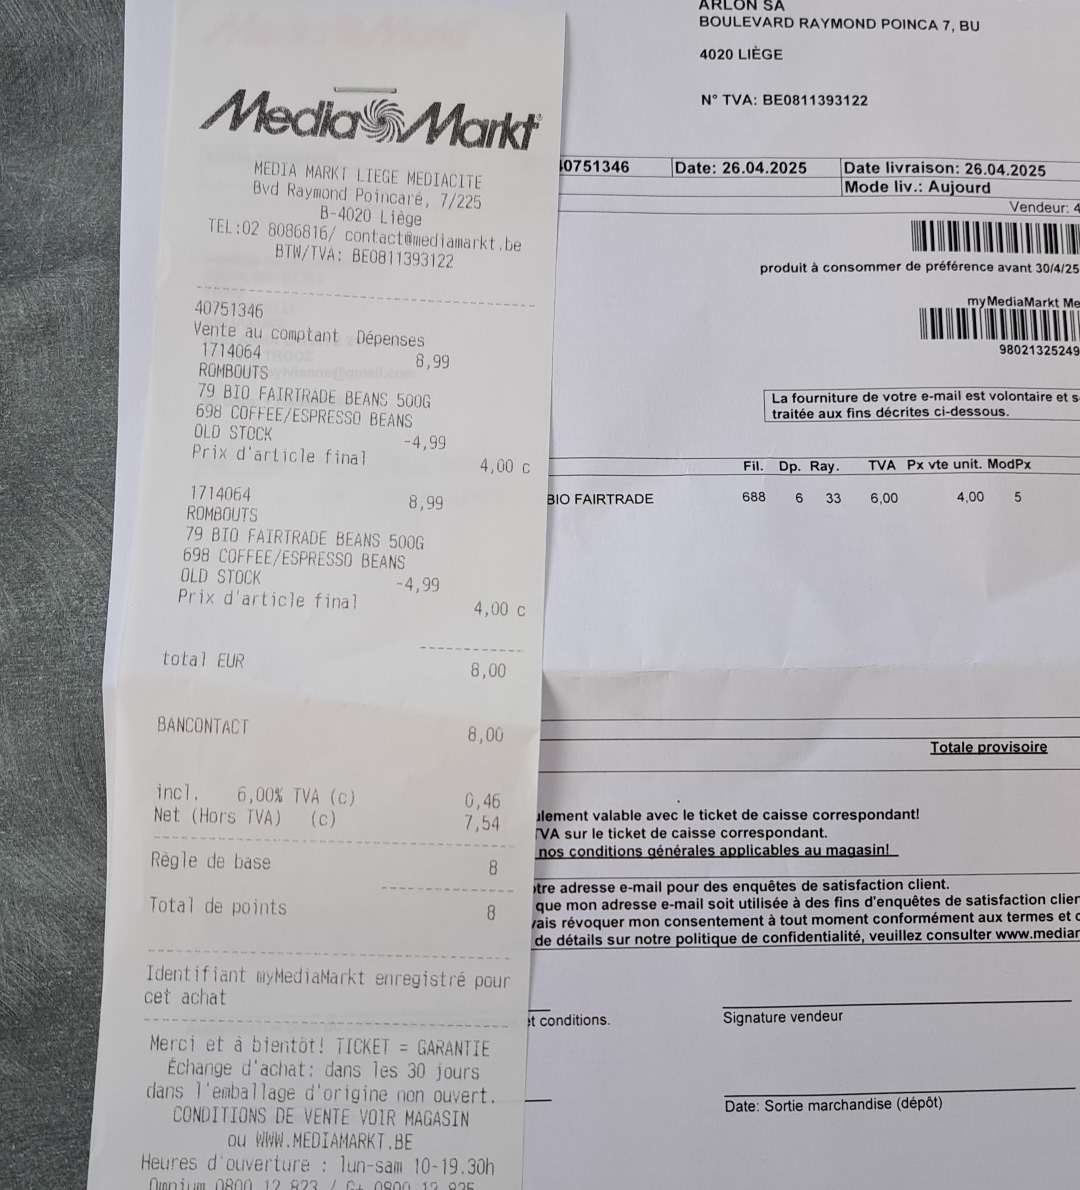 Media Markt
MEDIA MARKT LIEGE MEDIACITE
Bvd Raymond Poincaré, 7/225
B-4020 Liège
TEL:02 8086816/ contact@mediamarkt.be
BTW/TVA: BE0811393122
40751346
Vente au comptant Dépenses
1714064 8,99
ROMBOUTS
79 BIO FAIRTRADE BEANS 500G
698 COFFEE/ESPRESSO BEANS
OLD STOCK -4,99
Prix d'article final 4,00 c
1714064 8,99
ROMBOUTS
79 BIO FAIRTRADE BEANS 500G
698 COFFEE/ESPRESSO BEANS
OLD STOCK -4,99
Prix d'article final 4,00 c
total EUR 8,00
BANCONTACT 8,00
incl. 6,00% TVA (c) 0,46
Net (Hors TVA) (c) 7,54
Règle de base 8
Total de points 8
Identifiant myMediaMarkt enregistré pour
cet achat
Merci et à bientôt! TICKET = GARANTIE
Échange d'achat: dans les 30 jours
dans l'emballage d'origine non ouvert.
CONDITIONS DE VENTE VOIR MAGASIN
ou WWW.MEDIAMARKT.BE
Heures d'ouverture : lun-sam 10-19.30h
ARLON SA
BOULEVARD RAYMOND POINCA 7, BU
4020 LIÈGE
N° TVA: BE0811393122
0751346 Date: 26.04.2025 Date livraison: 26.04.2025
Mode liv.: Aujourd
Vendeur: 4
produit à consommer de préférence avant 30/4/25
myMediaMarkt Me
98021325249
La fourniture de votre e-mail est volontaire et s
traitée aux fins décrites ci-dessous.
Fil. Dp. Ray. TVA Px vte unit. ModPx
BIO FAIRTRADE 688 6 33 6,00 4,00 5
Totale provisoire
lement valable avec le ticket de caisse correspondant!
TVA sur le ticket de caisse correspondant.
nos conditions générales applicables au magasin!
otre adresse e-mail pour des enquêtes de satisfaction client.
que mon adresse e-mail soit utilisée à des fins d'enquêtes de satisfaction clien
vais révoquer mon consentement à tout moment conformément aux termes et c
de détails sur notre politique de confidentialité, veuillez consulter www.mediar
et conditions.
Signature vendeur
Date: Sortie marchandise (dépôt)